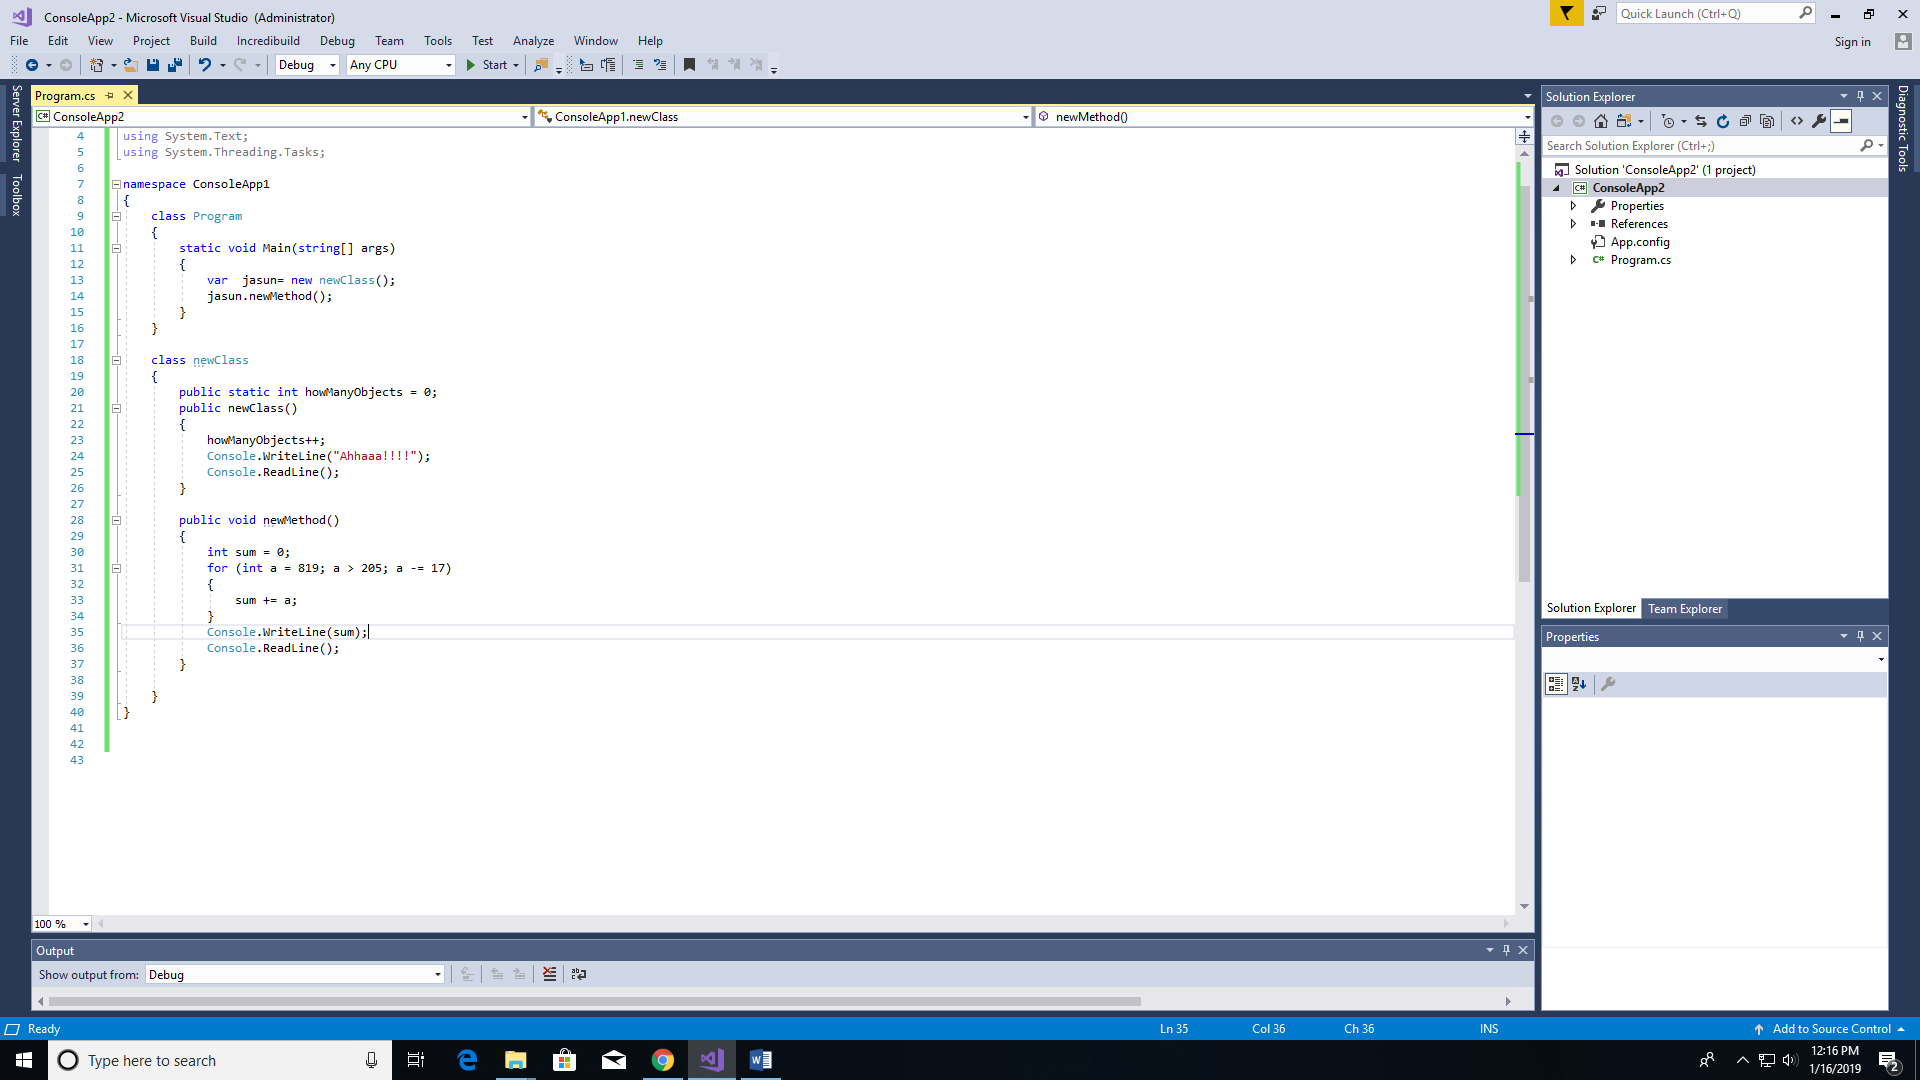 ConsoleApp2 - Microsoft Visual Studio (Administrator)
Quick Launch (Ctrl+Q)
File Edit View Project Build Incredibuild Debug Team Tools Test Analyze Window Help
Sign in
Debug Any CPU Start
Server Explorer
Toolbox
Program.cs
ConsoleApp2 ConsoleApp1.newClass newMethod()
4 using System.Text;
5 using System.Threading.Tasks;
6
7 namespace ConsoleApp1
8 {
9 class Program
10 {
11 static void Main(string[] args)
12 {
13 var  jasun= new newClass();
14 jasun.newMethod();
15 }
16 }
17
18 class newClass
19 {
20 public static int howManyObjects = 0;
21 public newClass()
22 {
23 howManyObjects++;
24 Console.WriteLine("Ahhaaa!!!!");
25 Console.ReadLine();
26 }
27
28 public void newMethod()
29 {
30 int sum = 0;
31 for (int a = 819; a > 205; a -= 17)
32 {
33 sum += a;
34 }
35 Console.WriteLine(sum);
36 Console.ReadLine();
37 }
38
39 }
40 }
41
42
43
100 %
Output
Show output from: Debug
Solution Explorer
Search Solution Explorer (Ctrl+;)
Solution 'ConsoleApp2' (1 project)
C# ConsoleApp2
Properties
References
App.config
C# Program.cs
Solution Explorer Team Explorer
Properties
Diagnostic Tools
Ready Ln 35 Col 36 Ch 36 INS Add to Source Control
Type here to search
12:16 PM
1/16/2019
2